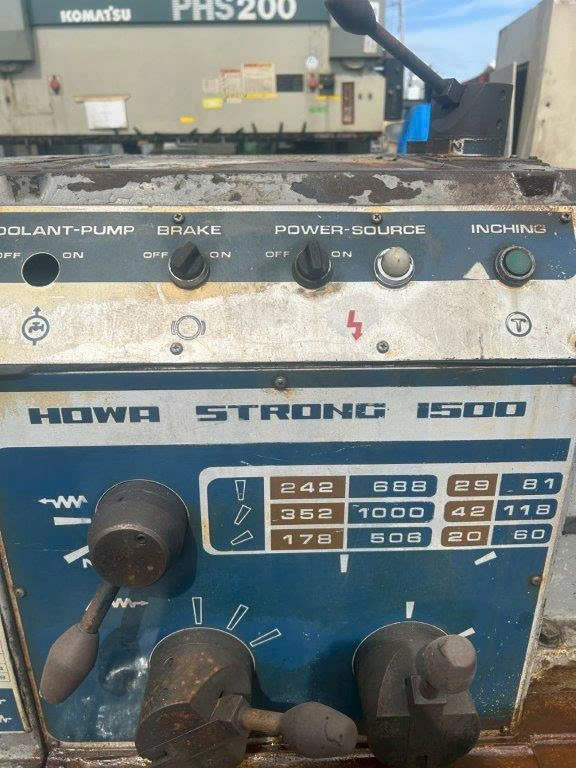 KOMATSU PHS200
N
OOLANT-PUMP BRAKE POWER-SOURCE INCHING
OFF ON OFF ON OFF ON
HOWA STRONG 1500
242 688 29 81
352 1000 42 118
178 506 20 60
N